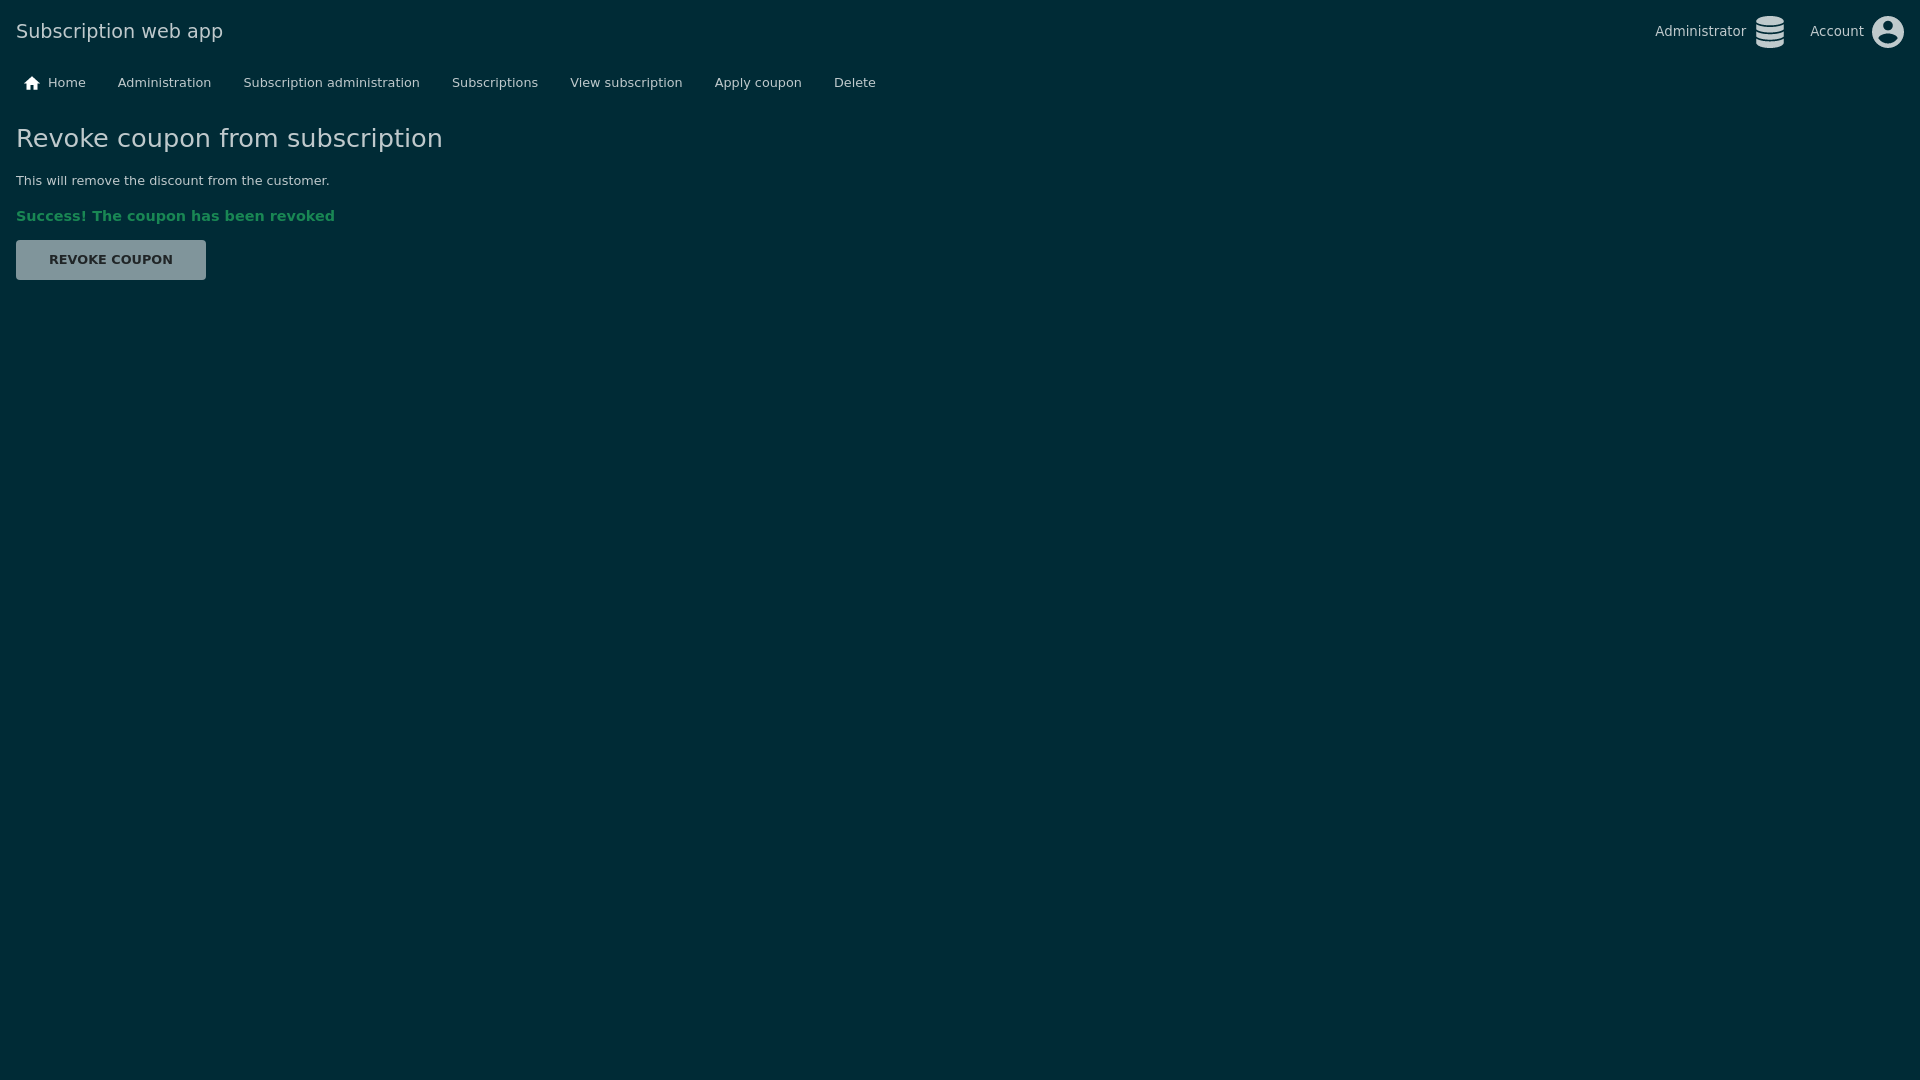 Subscription web app
Administrator
Account
Home
Administration
Subscription administration
Subscriptions
View subscription
Apply coupon
Delete
Revoke coupon from subscription
This will remove the discount from the customer.
Success! The coupon has been revoked
REVOKE COUPON